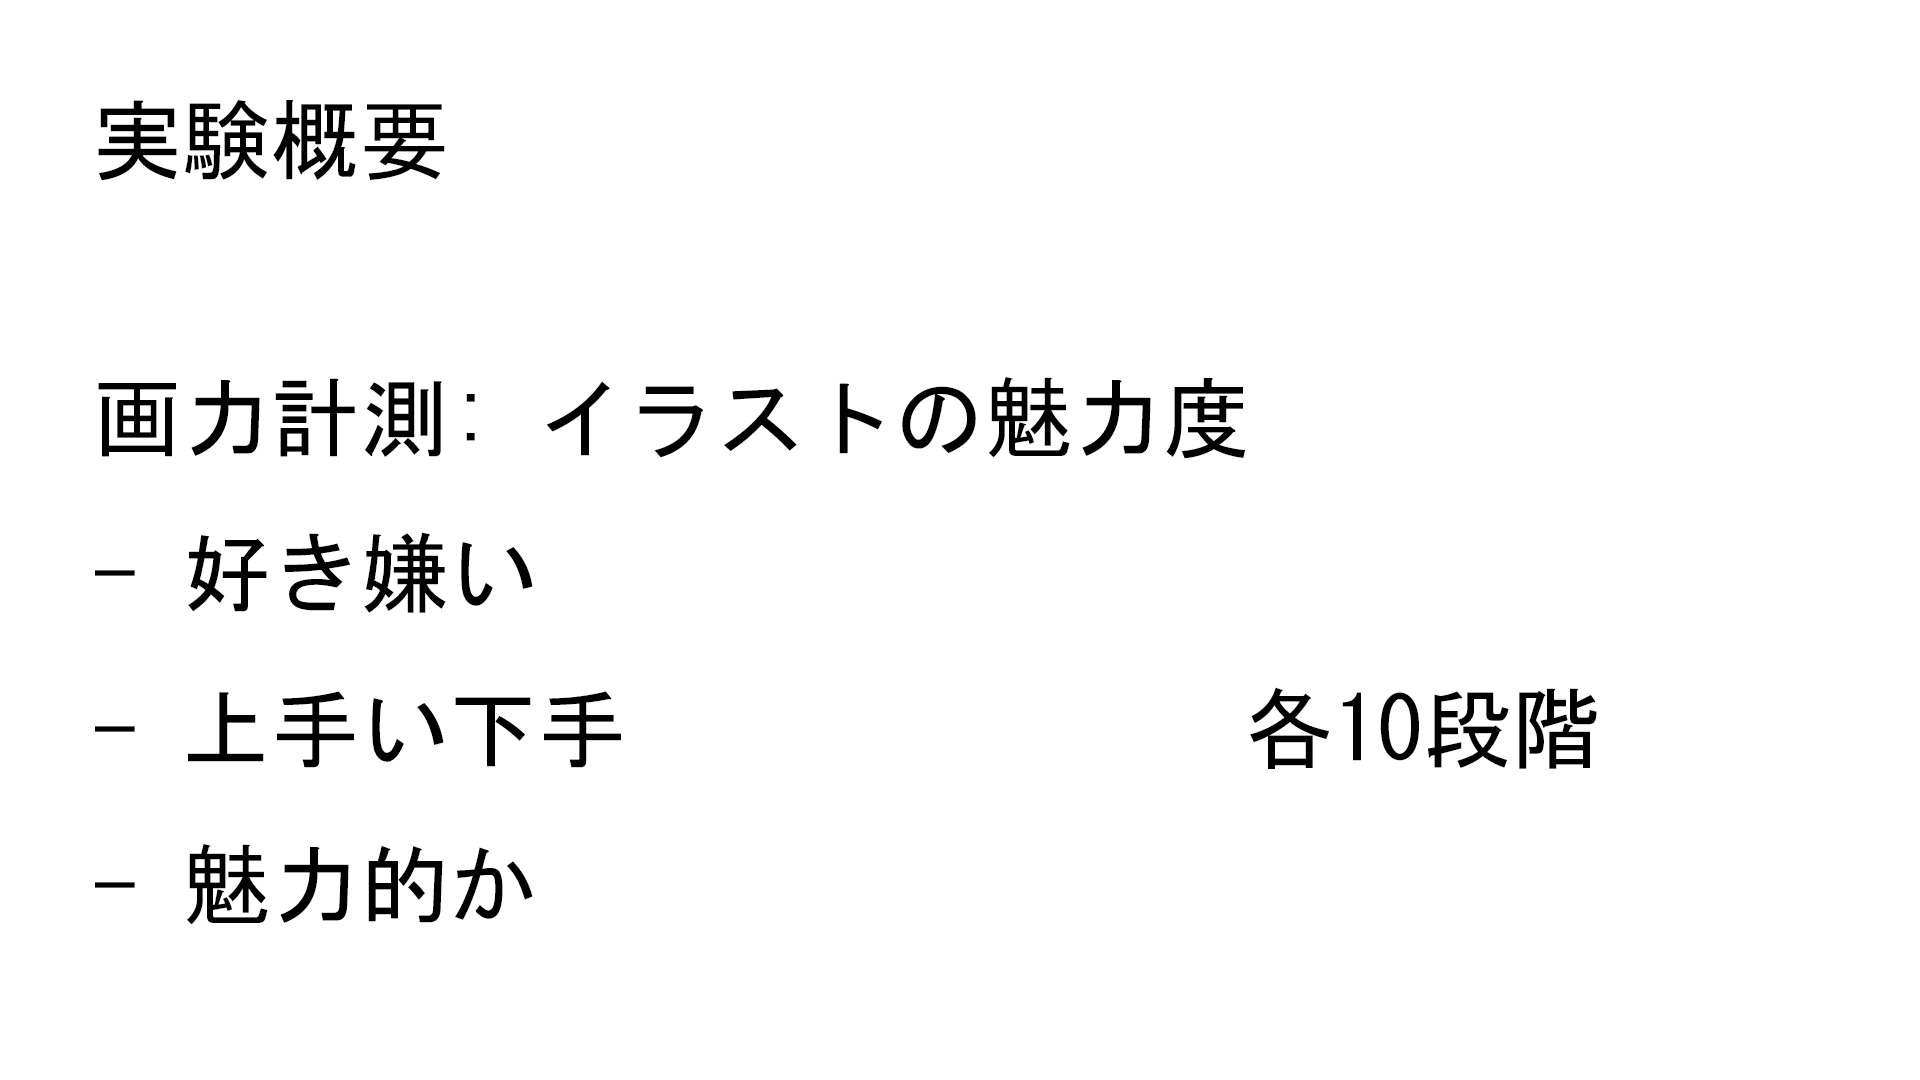 実験概要
画力計測: イラストの魅力度
- 好き嫌い
- 上手い下手
各10段階
- 魅力的か